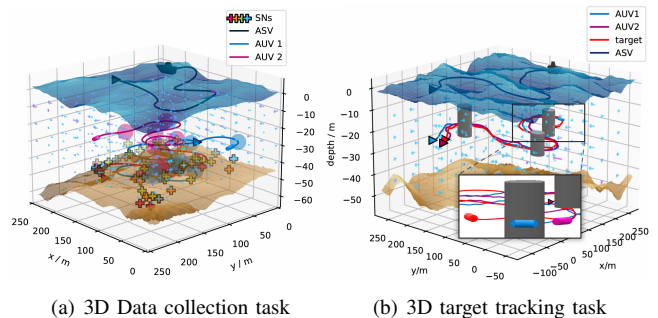 SNs
ASV
AUV 1
AUV 2
0
−10
−20
−30
−40
−50
−60
250
200
150
100
50
0
x / m
250
200
150
100
50
0
y / m
(a) 3D Data collection task
AUV1
AUV2
target
ASV
0
−10
−20
−30
−40
−50
depth / m
250
200
150
100
50
0
−50
y/m
−100
−50
0
50
100
150
200
250
x/m
(b) 3D target tracking task